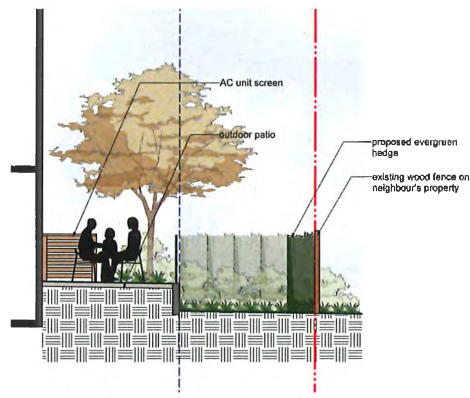 AC unit screen
outdoor patio
proposed evergreen
hedge
existing wood fence on
neighbour's property